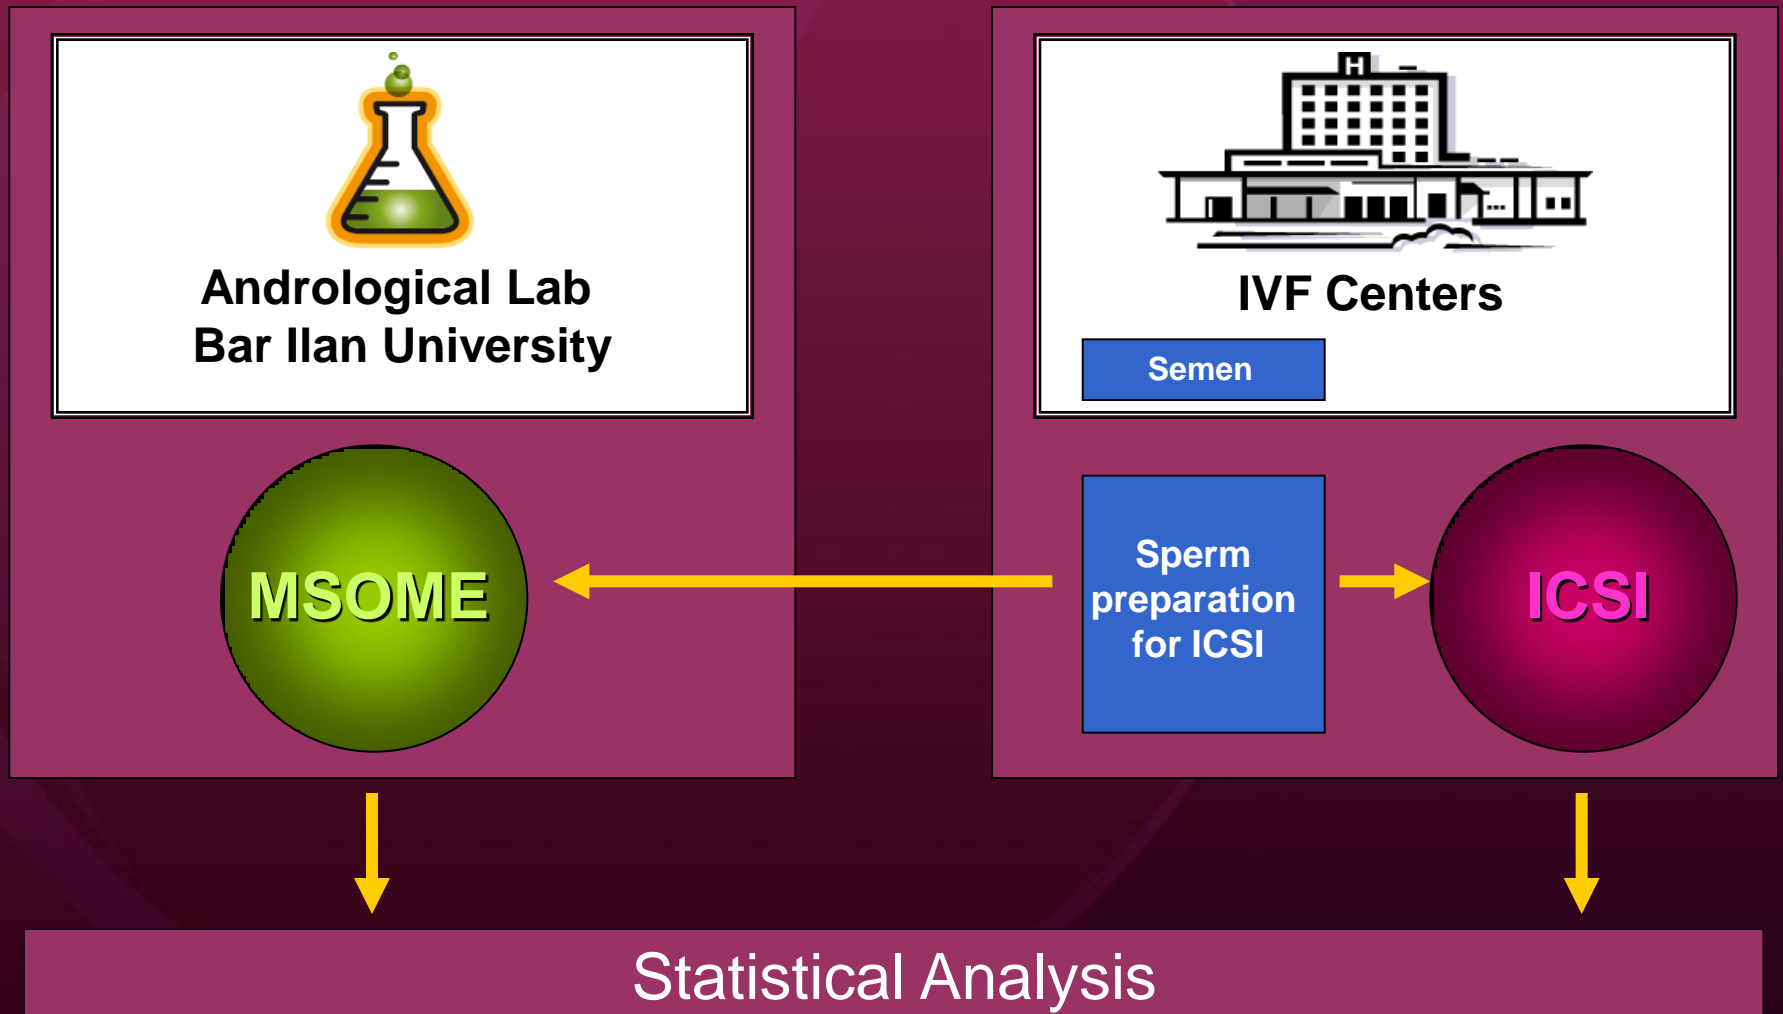 Andrological Lab
Bar Ilan University
MSOME
H
IVF Centers
Semen
Sperm
preparation
for ICSI
ICSI
Statistical Analysis